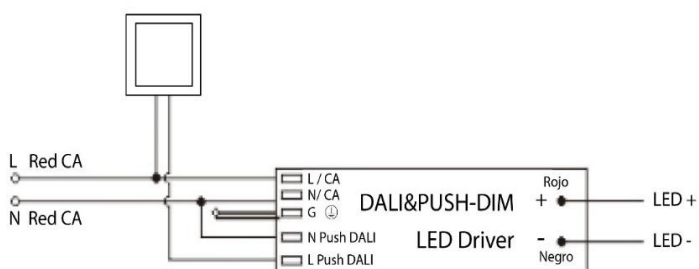 L Red CA
N Red CA
L / CA
N/ CA
G ⏚
N Push DALI
L Push DALI
DALI&PUSH-DIM
LED Driver
Rojo
+
-
Negro
LED +
LED -